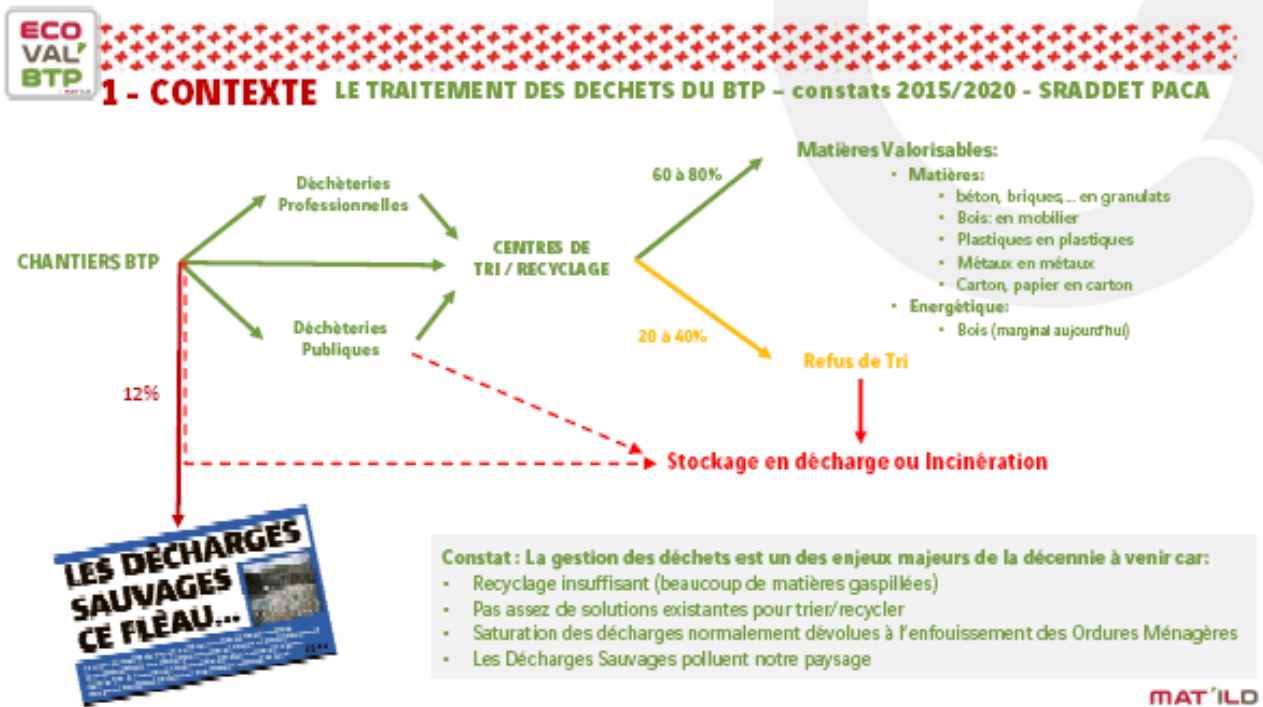 ECO
VAL'
BTP
MAT'ILD
1 - CONTEXTE LE TRAITEMENT DES DECHETS DU BTP – constats 2015/2020 - SRADDET PACA
Déchèteries
Professionnelles
CHANTIERS BTP
CENTRES DE
TRI / RECYCLAGE
Déchèteries
Publiques
12%
60 à 80%
20 à 40%
Matières Valorisables:
• Matières:
• béton, briques,... en granulats
• Bois: en mobilier
• Plastiques en plastiques
• Métaux en métaux
• Carton, papier en carton
• Energétique:
• Bois (marginal aujourd'hui)
Refus de Tri
Stockage en décharge ou Incinération
LES DÉCHARGES
SAUVAGES
CE FLÉAU...
Constat : La gestion des déchets est un des enjeux majeurs de la décennie à venir car:
• Recyclage insuffisant (beaucoup de matières gaspillées)
• Pas assez de solutions existantes pour trier/recycler
• Saturation des décharges normalement dévolues à l'enfouissement des Ordures Ménagères
• Les Décharges Sauvages polluent notre paysage
MAT'ILD